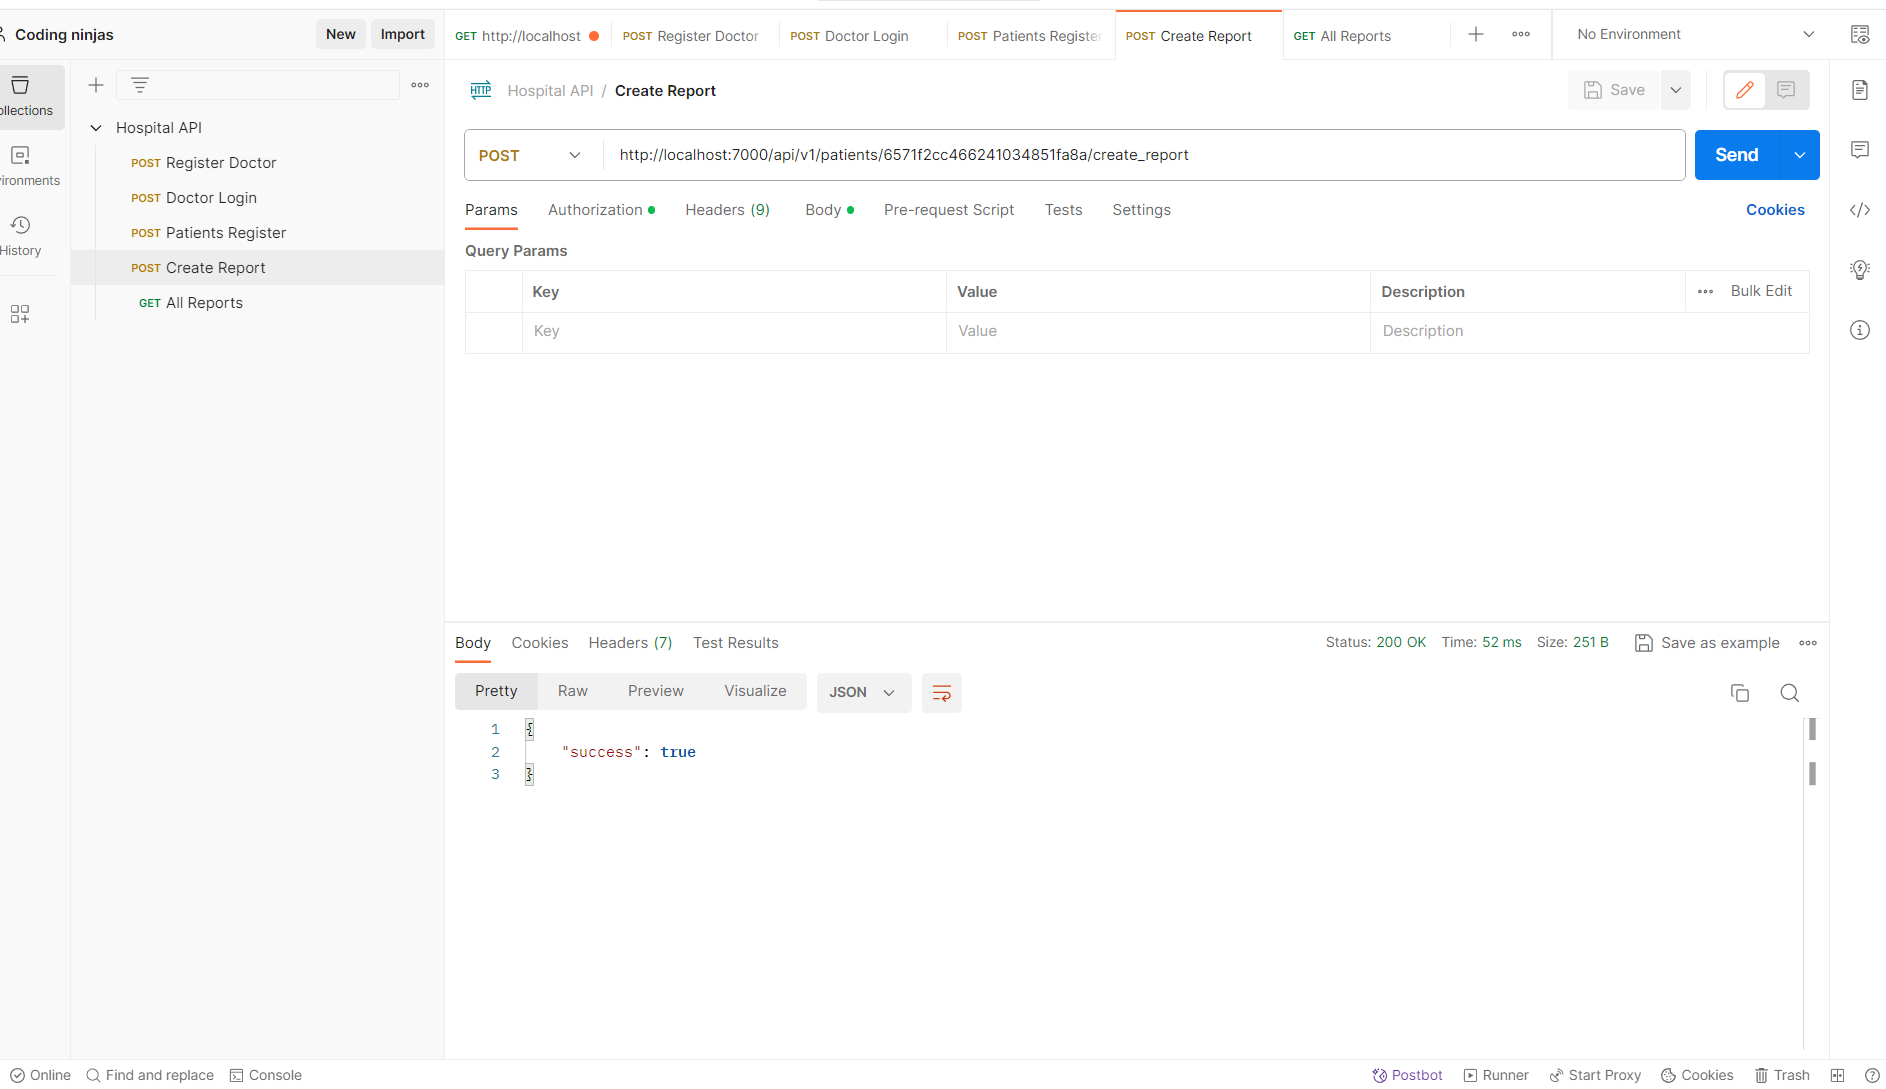 Coding ninjas
New
Import
GET http://localhost
POST Register Doctor
POST Doctor Login
POST Patients Register
POST Create Report
GET All Reports
No Environment
ollections
ironments
History
Hospital API
POST Register Doctor
POST Doctor Login
POST Patients Register
POST Create Report
GET All Reports
HTTP Hospital API / Create Report
Save
POST
http://localhost:7000/api/v1/patients/6571f2cc466241034851fa8a/create_report
Send
Params Authorization Headers (9) Body Pre-request Script Tests Settings Cookies
Query Params
Key Value Description Bulk Edit
Key Value Description
Body Cookies Headers (7) Test Results Status: 200 OK Time: 52 ms Size: 251 B Save as example
Pretty Raw Preview Visualize JSON
1 {
2 "success": true
3 }
Online Find and replace Console Postbot Runner Start Proxy Cookies Trash